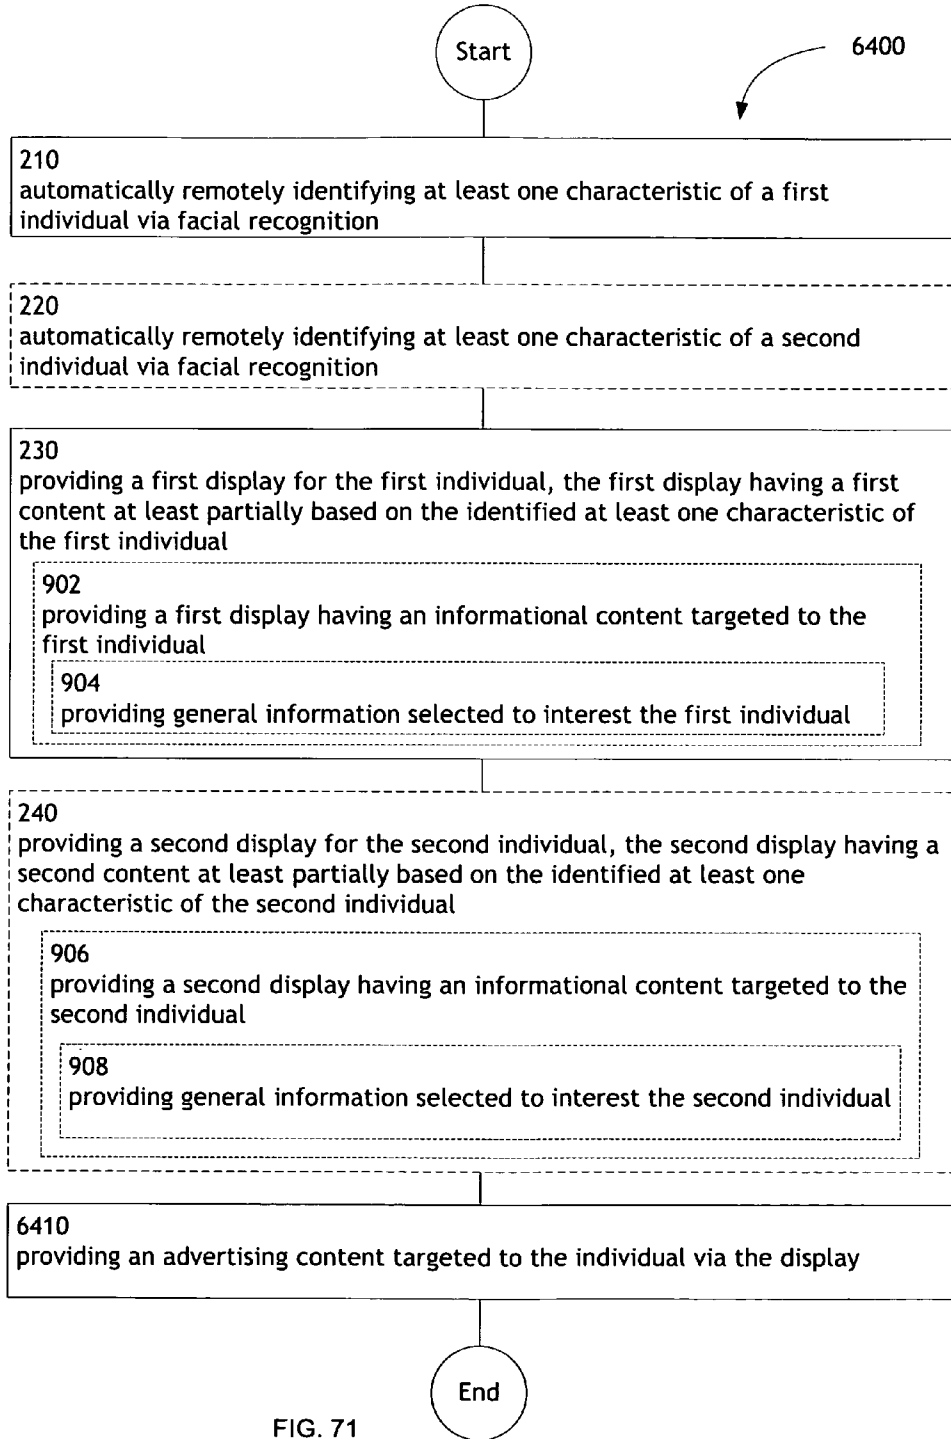 Start
6400
210
automatically remotely identifying at least one characteristic of a first
individual via facial recognition
220
automatically remotely identifying at least one characteristic of a second
individual via facial recognition
230
providing a first display for the first individual, the first display having a first
content at least partially based on the identified at least one characteristic of
the first individual
902
providing a first display having an informational content targeted to the
first individual
904
providing general information selected to interest the first individual
240
providing a second display for the second individual, the second display having a
second content at least partially based on the identified at least one
characteristic of the second individual
906
providing a second display having an informational content targeted to the
second individual
908
providing general information selected to interest the second individual
6410
providing an advertising content targeted to the individual via the display
End
FIG. 71